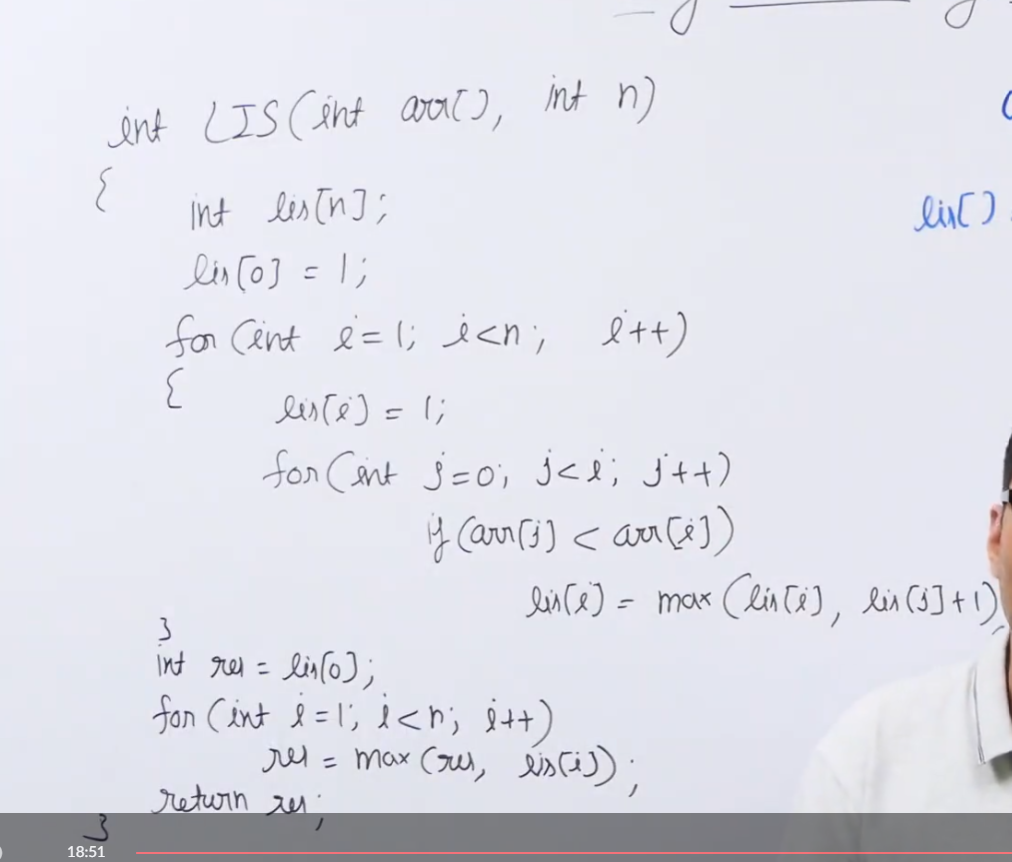 int LIS(int arr[], int n)
{
int lis[n];
lis[0] = 1;
lis[]
for (int i=1; i<n; i++)
{
lis[i] = 1;
for (int j=0; j<i; j++)
if (arr[j] < arr[i])
lis[i] = max (lis[i], lis[j]+1)
}
int res = lis[0];
for (int i=1; i<n; i++)
res = max (res, lis[i]);
return res;
}
18:51